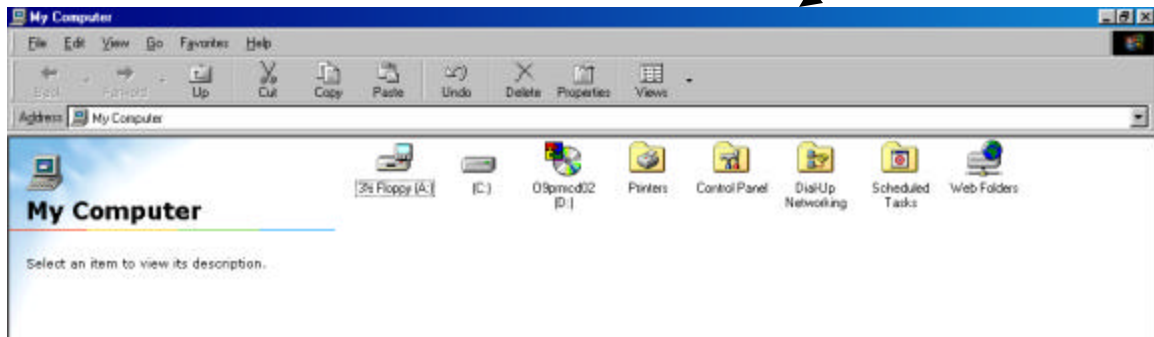 My Computer
File Edit View Go Favorites Help
Back Forward Up Cut Copy Paste Undo Delete Properties Views
Address My Computer
3½ Floppy (A:) (C:) 09pmcd02 (D:) Printers Control Panel Dial-Up Networking Scheduled Tasks Web Folders
My Computer
Select an item to view its description.